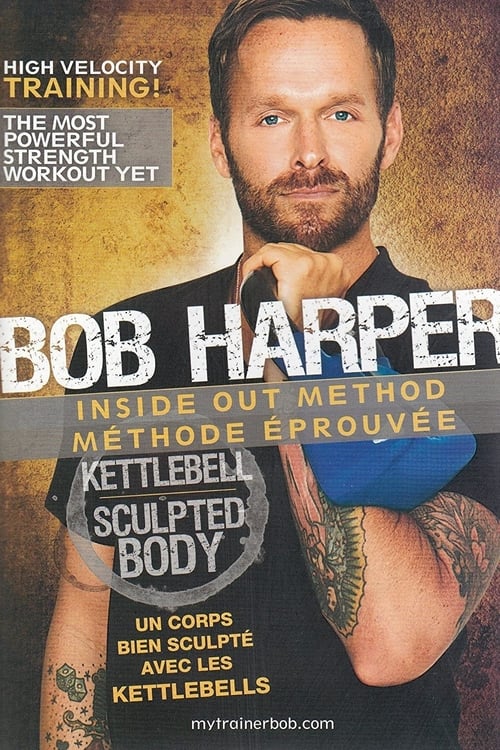 HIGH VELOCITY
TRAINING!
THE MOST
POWERFUL
STRENGTH
WORKOUT YET
BOB HARPER
INSIDE OUT METHOD
MÉTHODE ÉPROUVÉE
KETTLEBELL
SCULPTED
BODY
UN CORPS
BIEN SCULPTÉ
AVEC LES
KETTLEBELLS
mytrainerbob.com